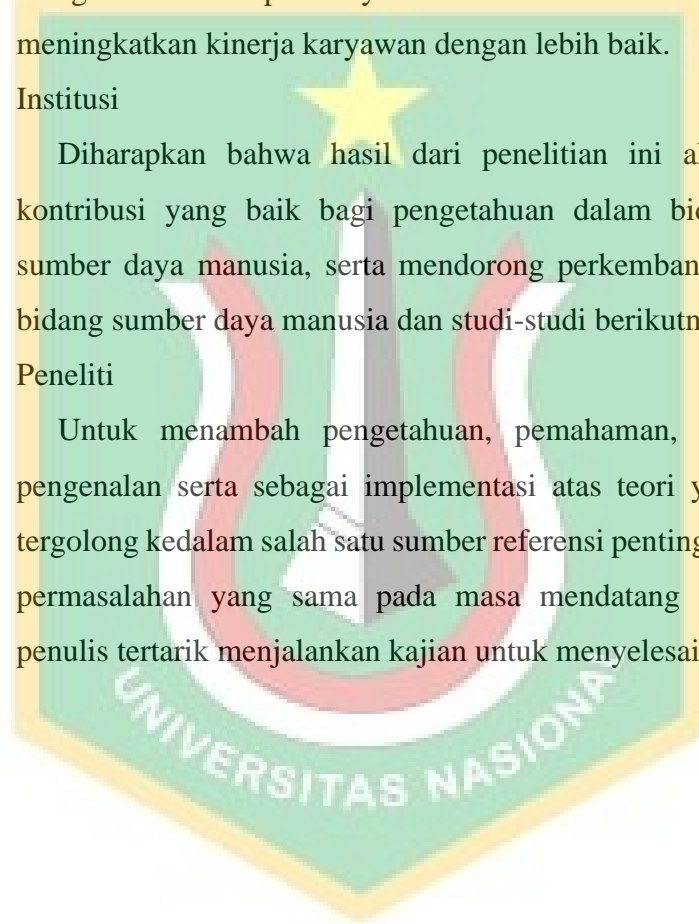 meningkatkan kinerja karyawan dengan lebih baik.
Institusi
Diharapkan bahwa hasil dari penelitian ini
kontribusi yang baik bagi pengetahuan dalam
sumber daya manusia, serta mendorong
bidang sumber daya manusia dan studi-studi
Peneliti
Untuk menambah pengetahuan, pemahaman,
pengenalan serta sebagai implementasi atas teori
tergolong kedalam salah satu sumber referensi penting
permasalahan yang sama pada masa mendatang
penulis tertarik menjalankan kajian untuk
UNIVERSITAS NASIONAL